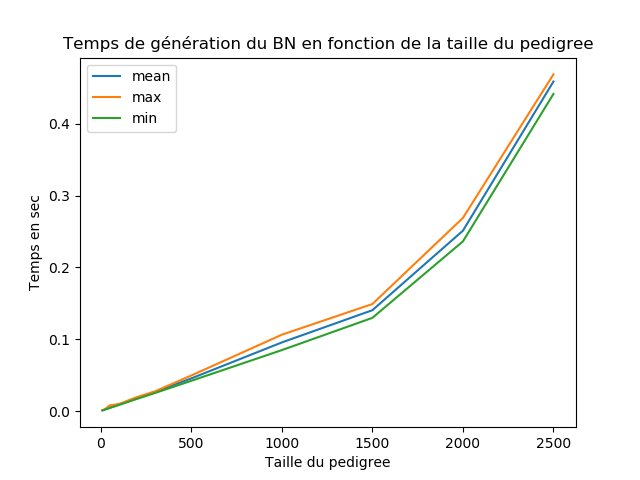 Temps de génération du BN en fonction de la taille du pedigree
mean
max
min
Temps en sec
0.4
0.3
0.2
0.1
0.0
0 500 1000 1500 2000 2500
Taille du pedigree